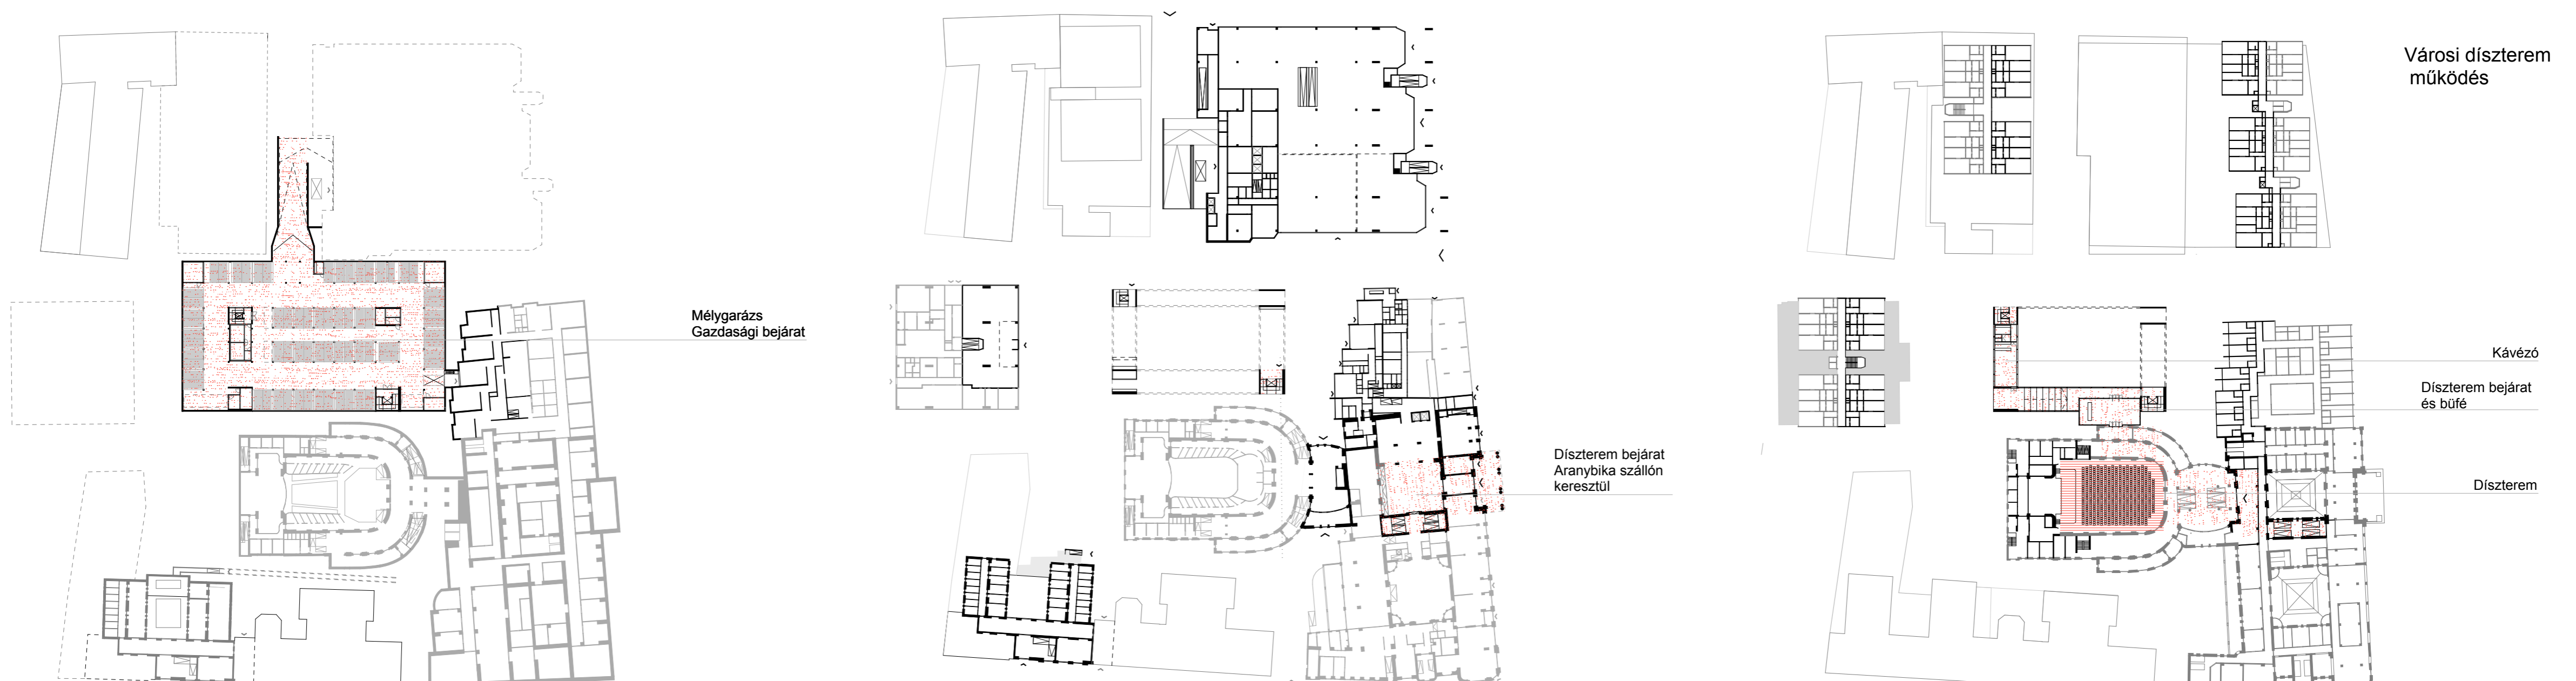 Városi díszterem
működés
Mélygarázs
Gazdasági bejárat
Díszterem bejárat
Aranybika szállón
keresztül
Kávézó
Díszterem bejárat
és büfé
Díszterem